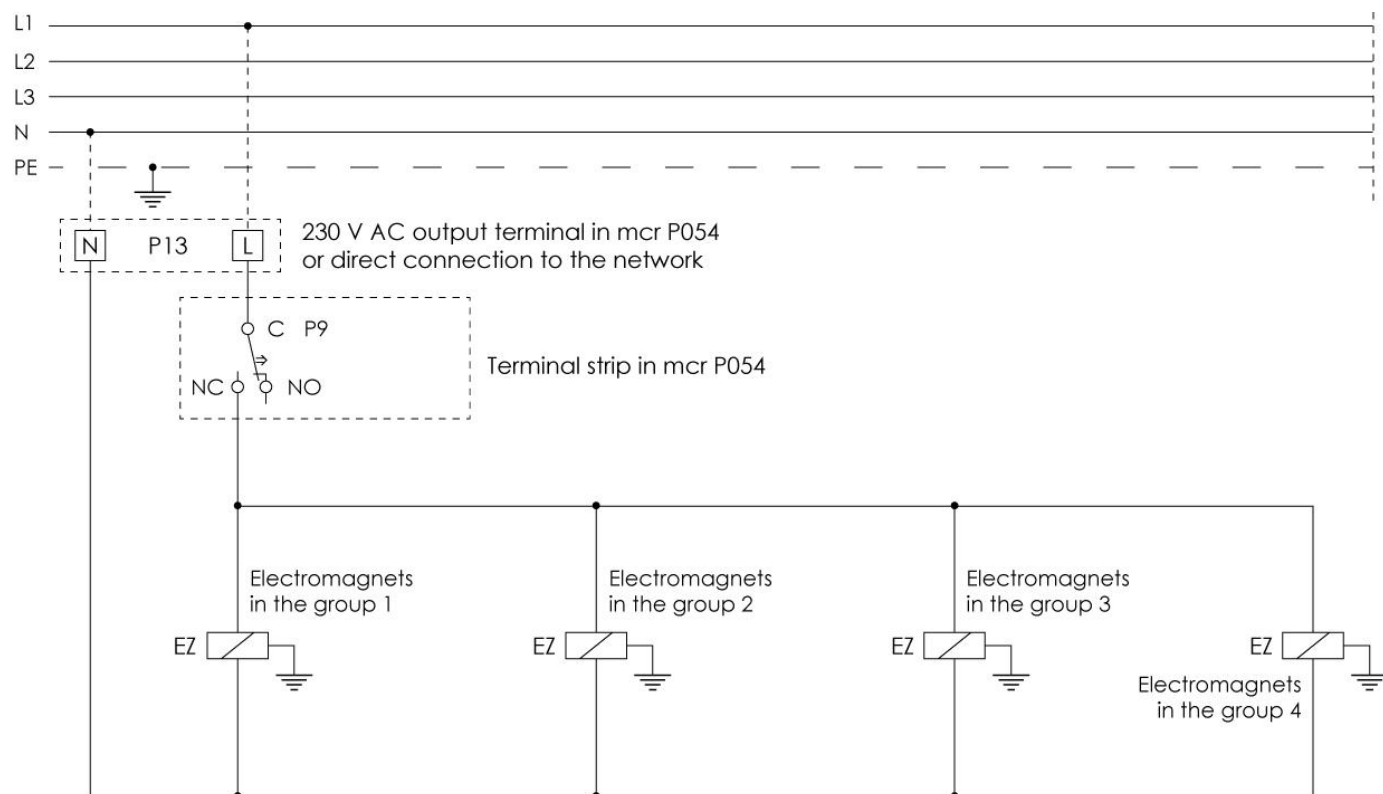 L1
L2
L3
N
PE
N P13 L
230 V AC output terminal in mcr P054
or direct connection to the network
C P9
NC NO
Terminal strip in mcr P054
Electromagnets
in the group 1
Electromagnets
in the group 2
Electromagnets
in the group 3
EZ
EZ
EZ
EZ
Electromagnets
in the group 4